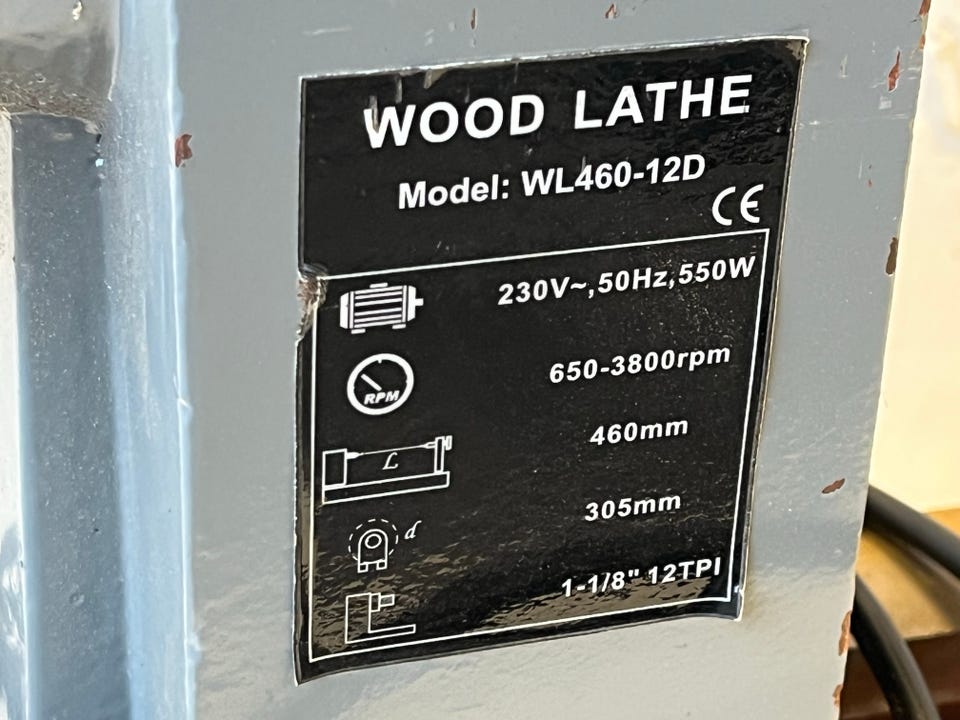 WOOD LATHE
Model: WL460-12D
CE
230V~,50Hz,550W
RPM
650-3800rpm
L
460mm
d
305mm
1-1/8" 12TPI